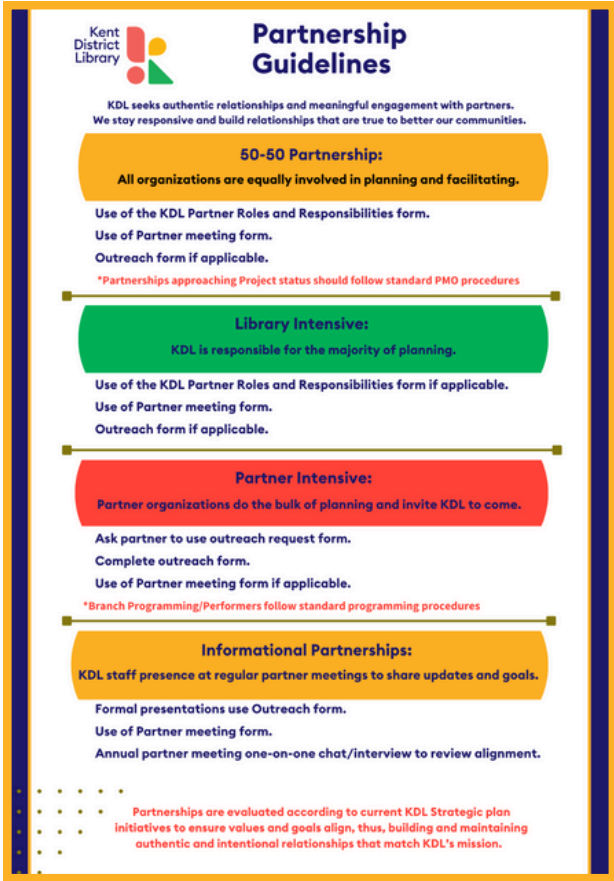 Kent
District
Library
Partnership
Guidelines
KDL seeks authentic relationships and meaningful engagement with partners.
We stay responsive and build relationships that are true to better our communities.
50-50 Partnership:
All organizations are equally involved in planning and facilitating.
Use of the KDL Partner Roles and Responsibilities form.
Use of Partner meeting form.
Outreach form if applicable.
*Partnerships approaching Project status should follow standard PMO procedures
Library Intensive:
KDL is responsible for the majority of planning.
Use of the KDL Partner Roles and Responsibilities form if applicable.
Use of Partner meeting form.
Outreach form if applicable.
Partner Intensive:
Partner organizations do the bulk of planning and invite KDL to come.
Ask partner to use outreach request form.
Complete outreach form.
Use of Partner meeting form if applicable.
*Branch Programming/Performers follow standard programming procedures
Informational Partnerships:
KDL staff presence at regular partner meetings to share updates and goals.
Formal presentations use Outreach form.
Use of Partner meeting form.
Annual partner meeting one-on-one chat/interview to review alignment.
Partnerships are evaluated according to current KDL Strategic plan
initiatives to ensure values and goals align, thus, building and maintaining
authentic and intentional relationships that match KDL's mission.